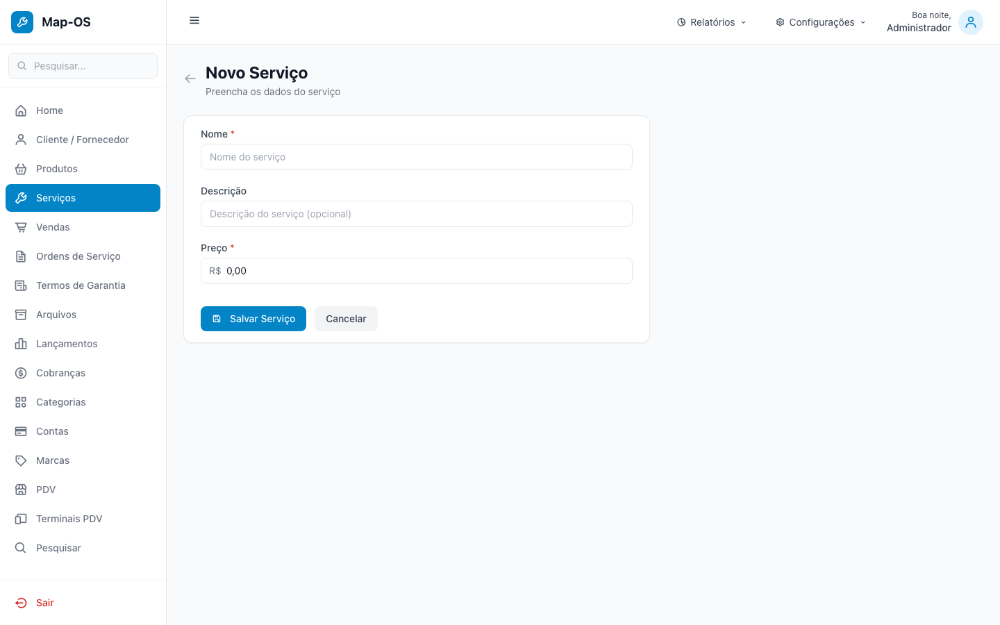 Map-OS
Pesquisar...
Home
Cliente / Fornecedor
Produtos
Serviços
Vendas
Ordens de Serviço
Termos de Garantia
Arquivos
Lançamentos
Cobranças
Categorias
Contas
Marcas
PDV
Terminais PDV
Pesquisar
Sair
Relatórios
Configurações
Boa noite,
Administrador
Novo Serviço
Preencha os dados do serviço
Nome *
Nome do serviço
Descrição
Descrição do serviço (opcional)
Preço *
R$ 0,00
Salvar Serviço
Cancelar